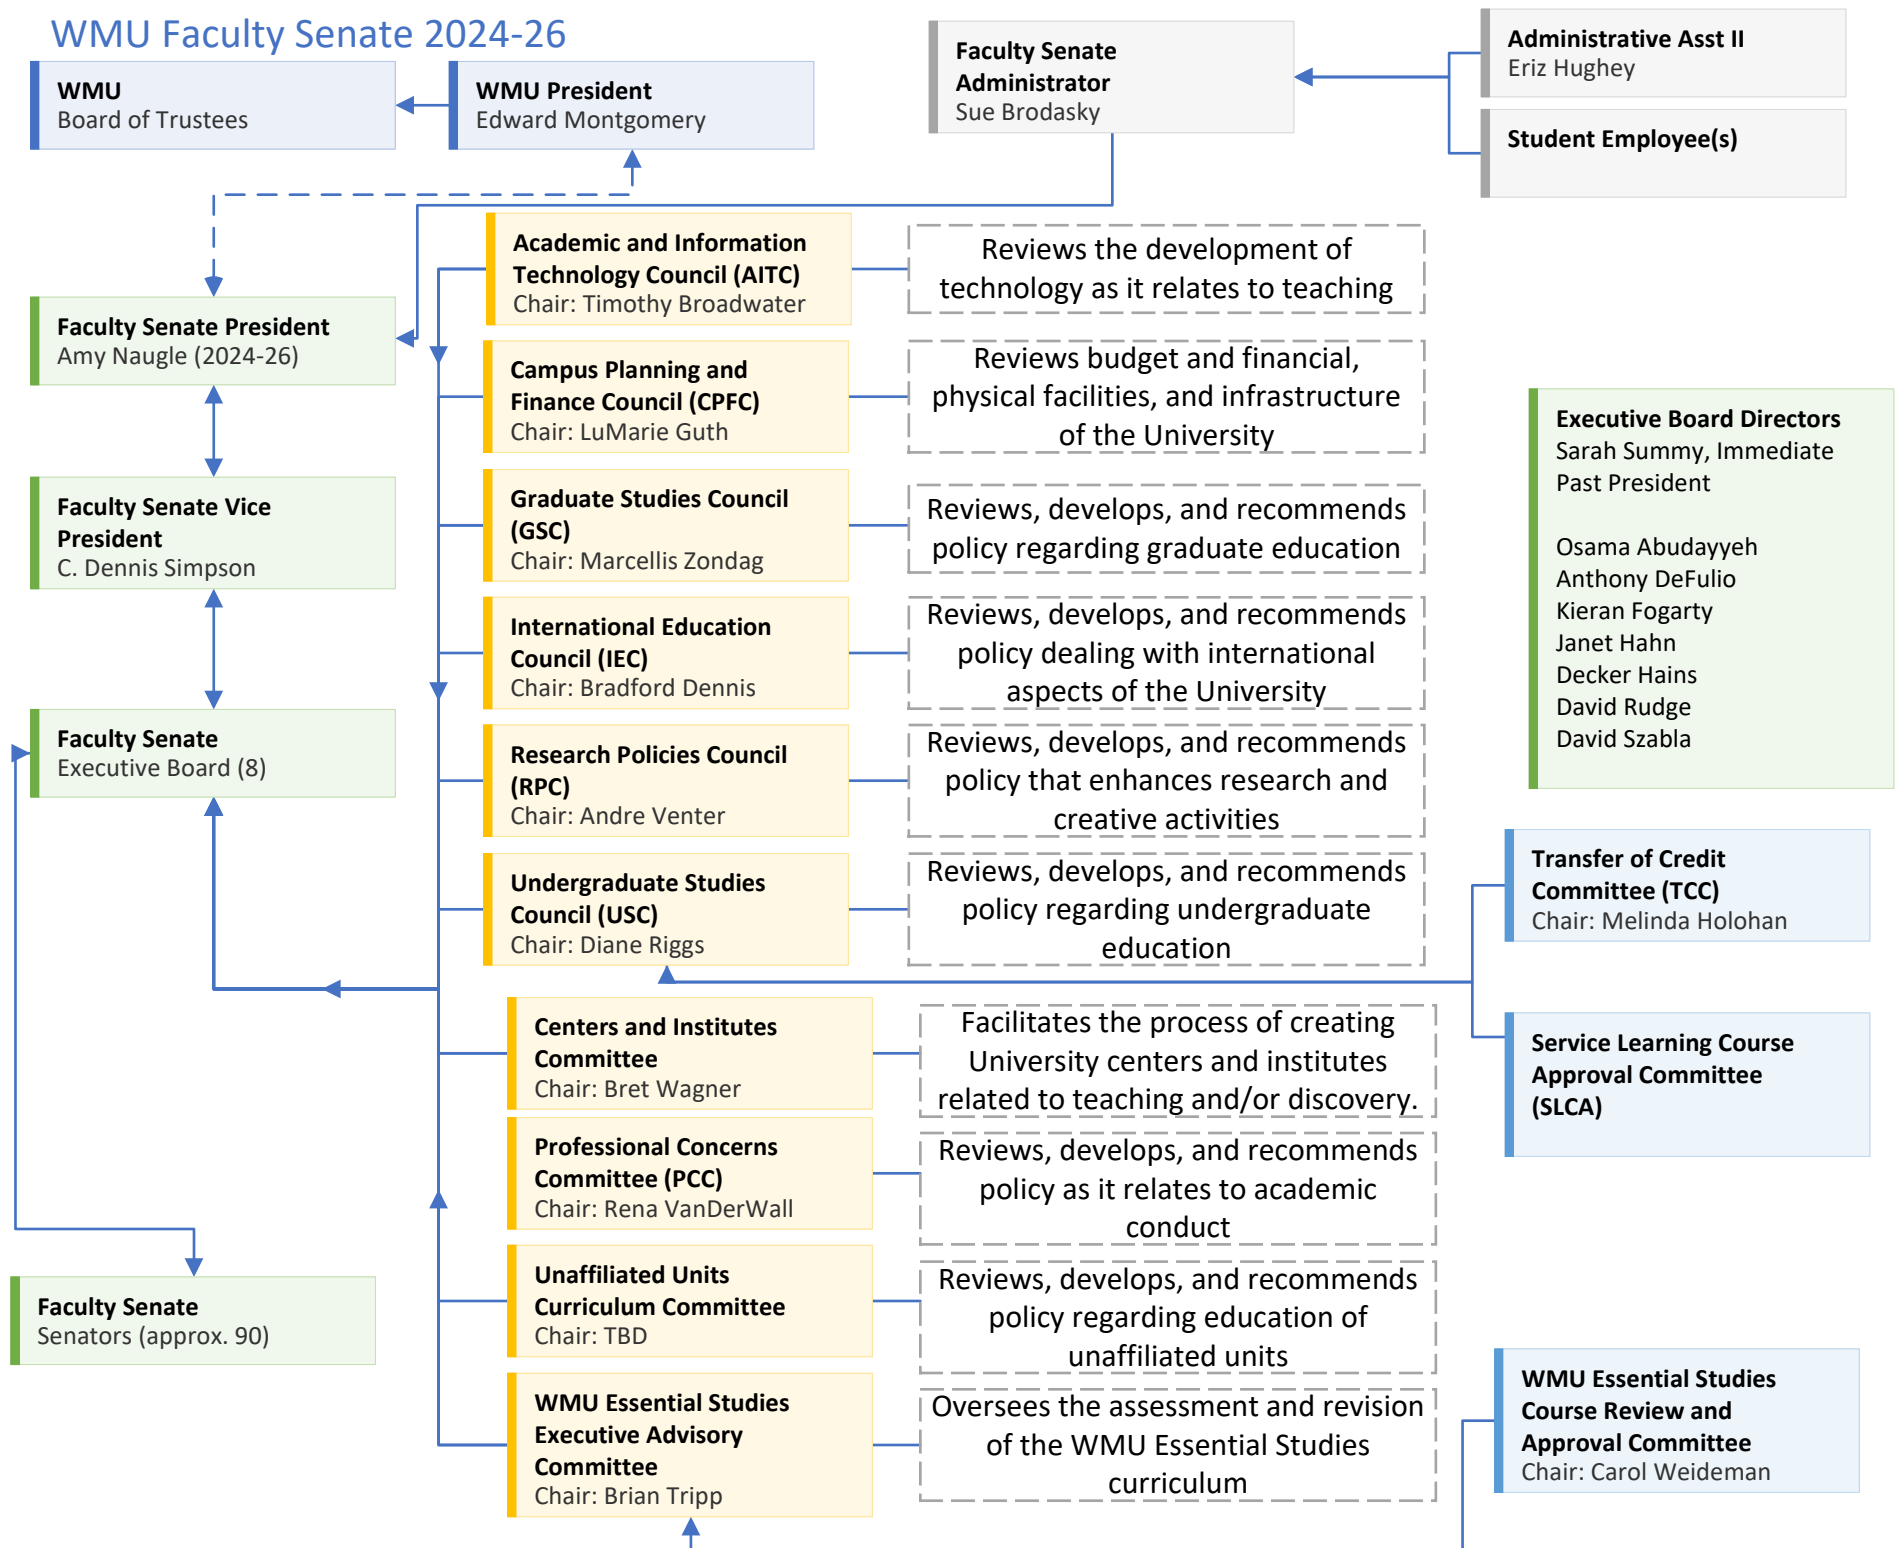 WMU Faculty Senate 2024-26
WMU
Board of Trustees
WMU President
Edward Montgomery
Faculty Senate
Administrator
Sue Brodasky
Administrative Asst II
Eriz Hughey
Student Employee(s)
Faculty Senate President
Amy Naugle (2024-26)
Faculty Senate Vice
President
C. Dennis Simpson
Faculty Senate
Executive Board (8)
Faculty Senate
Senators (approx. 90)
Academic and Information
Technology Council (AITC)
Chair: Timothy Broadwater
Reviews the development of
technology as it relates to teaching
Campus Planning and
Finance Council (CPFC)
Chair: LuMarie Guth
Reviews budget and financial,
physical facilities, and infrastructure
of the University
Graduate Studies Council
(GSC)
Chair: Marcellis Zondag
Reviews, develops, and recommends
policy regarding graduate education
International Education
Council (IEC)
Chair: Bradford Dennis
Reviews, develops, and recommends
policy dealing with international
aspects of the University
Research Policies Council
(RPC)
Chair: Andre Venter
Reviews, develops, and recommends
policy that enhances research and
creative activities
Undergraduate Studies
Council (USC)
Chair: Diane Riggs
Reviews, develops, and recommends
policy regarding undergraduate
education
Centers and Institutes
Committee
Chair: Bret Wagner
Facilitates the process of creating
University centers and institutes
related to teaching and/or discovery.
Professional Concerns
Committee (PCC)
Chair: Rena VanDerWall
Reviews, develops, and recommends
policy as it relates to academic
conduct
Unaffiliated Units
Curriculum Committee
Chair: TBD
Reviews, develops, and recommends
policy regarding education of
unaffiliated units
WMU Essential Studies
Executive Advisory
Committee
Chair: Brian Tripp
Oversees the assessment and revision
of the WMU Essential Studies
curriculum
Executive Board Directors
Sarah Summy, Immediate
Past President
Osama Abudayyeh
Anthony DeFulio
Kieran Fogarty
Janet Hahn
Decker Hains
David Rudge
David Szabla
Transfer of Credit
Committee (TCC)
Chair: Melinda Holohan
Service Learning Course
Approval Committee
(SLCA)
WMU Essential Studies
Course Review and
Approval Committee
Chair: Carol Weideman